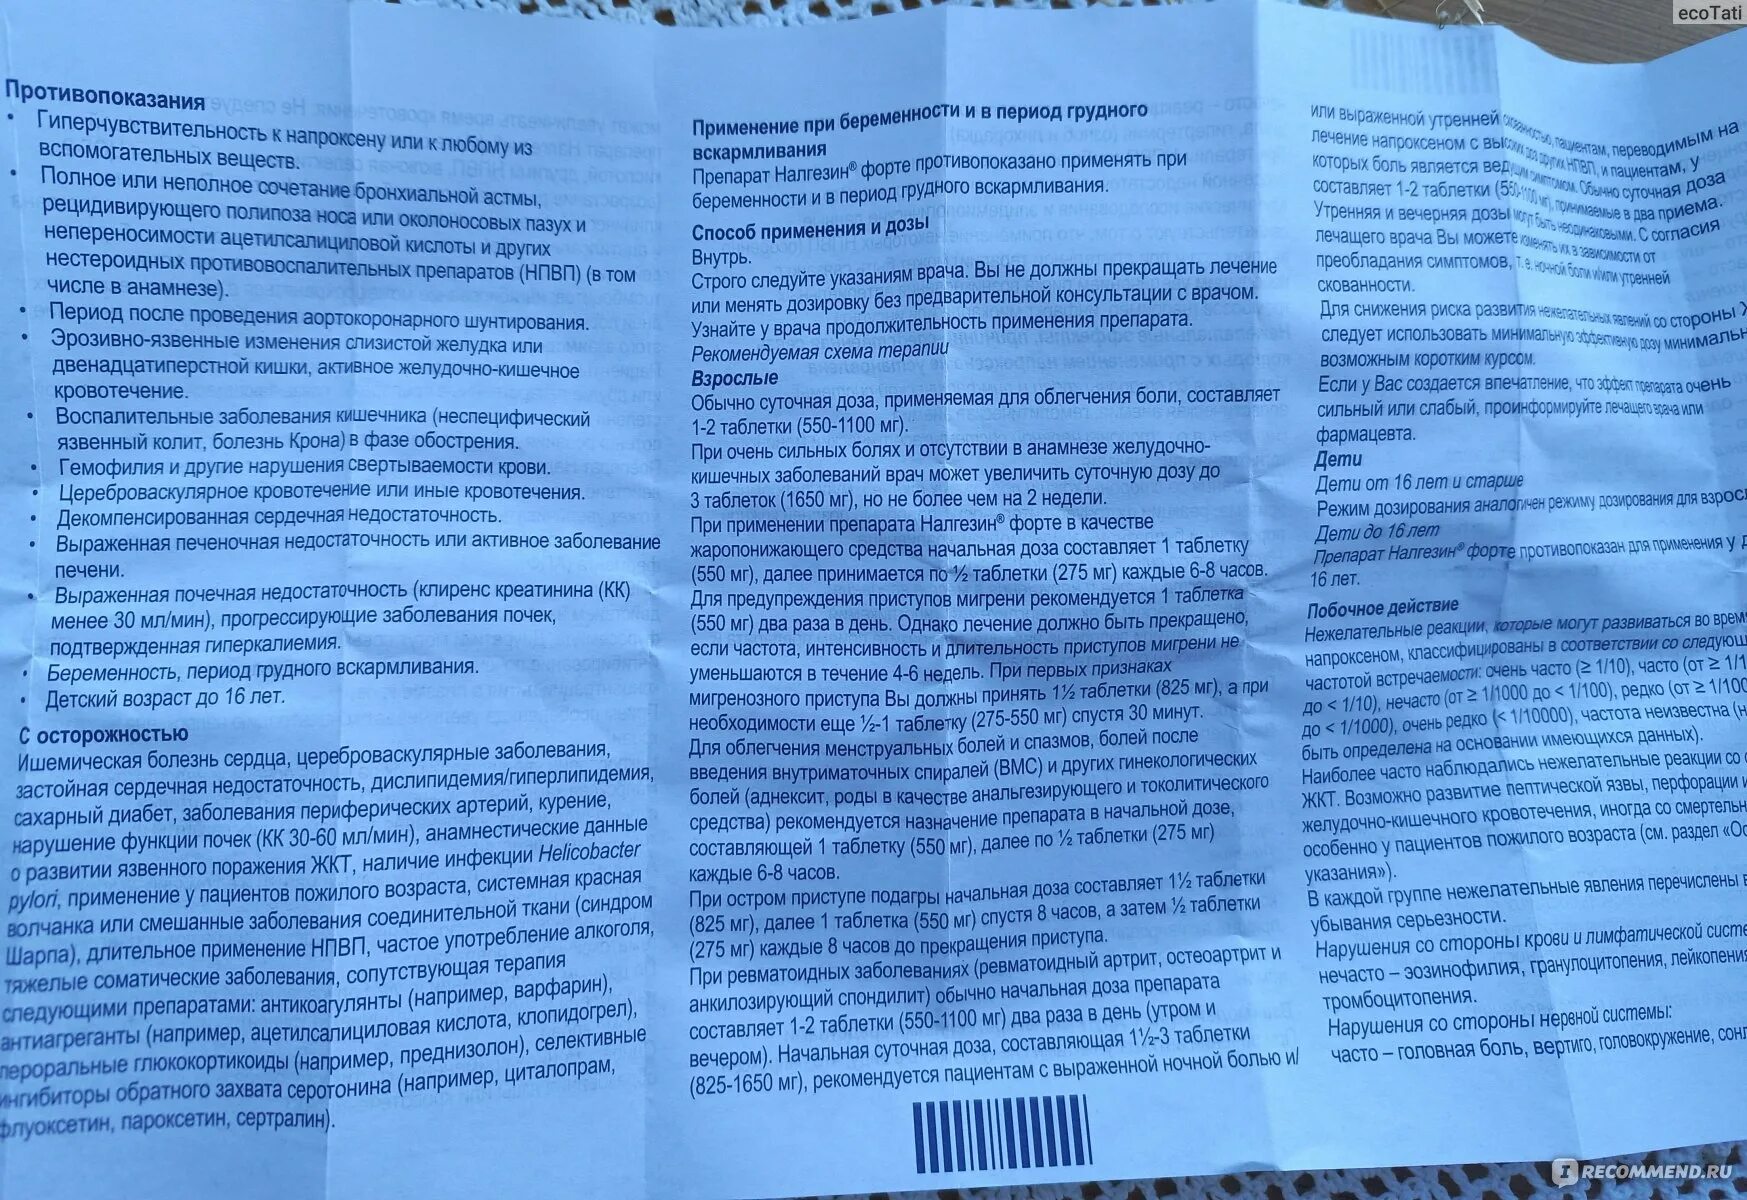 ecoTati
Противопоказания
• Гиперчувствительность к напроксену или к любому из
вспомогательных веществ.
• Полное или неполное сочетание бронхиальной астмы,
рецидивирующего полипоза носа или околоносовых пазух и
непереносимости ацетилсалициловой кислоты и других
нестероидных противовоспалительных препаратов (НПВП) (в том
числе в анамнезе).
• Период после проведения аортокоронарного шунтирования.
• Эрозивно-язвенные изменения слизистой желудка или
двенадцатиперстной кишки, активное желудочно-кишечное
кровотечение.
• Воспалительные заболевания кишечника (неспецифический
язвенный колит, болезнь Крона) в фазе обострения.
• Гемофилия и другие нарушения свертываемости крови.
• Цереброваскулярное кровотечение или иные кровотечения.
• Декомпенсированная сердечная недостаточность.
• Выраженная печеночная недостаточность или активное заболевание
печени.
• Выраженная почечная недостаточность (клиренс креатинина (КК)
менее 30 мл/мин), прогрессирующие заболевания почек,
подтвержденная гиперкалиемия.
• Беременность, период грудного вскармливания.
• Детский возраст до 16 лет.
С осторожностью
Ишемическая болезнь сердца, цереброваскулярные заболевания,
застойная сердечная недостаточность, дислипидемия/гиперлипидемия,
сахарный диабет, заболевания периферических артерий, курение,
нарушение функции почек (КК 30-60 мл/мин), анамнестические данные
о развитии язвенного поражения ЖКТ, наличие инфекции Helicobacter
pylori, применение у пациентов пожилого возраста, системная красная
волчанка или смешанные заболевания соединительной ткани (синдром
Шарпа), длительное применение НПВП, частое употребление алкоголя,
тяжелые соматические заболевания, сопутствующая терапия
следующими препаратами: антикоагулянты (например, варфарин),
антиагреганты (например, ацетилсалициловая кислота, клопидогрел),
пероральные глюкокортикоиды (например, преднизолон), селективные
ингибиторы обратного захвата серотонина (например, циталопрам,
флуоксетин, пароксетин, сертралин).
Применение при беременности и в период грудного
вскармливания
Препарат Налгезин® форте противопоказано применять при
беременности и в период грудного вскармливания.
Способ применения и дозы
Внутрь.
Строго следуйте указаниям врача. Вы не должны прекращать лечение
или менять дозировку без предварительной консультации с врачом.
Узнайте у врача продолжительность применения препарата.
Рекомендуемая схема терапии
Взрослые
Обычно суточная доза, применяемая для облегчения боли, составляет
1-2 таблетки (550-1100 мг).
При очень сильных болях и отсутствии в анамнезе желудочно-
кишечных заболеваний врач может увеличить суточную дозу до
3 таблеток (1650 мг), но не более чем на 2 недели.
При применении препарата Налгезин® форте в качестве
жаропонижающего средства начальная доза составляет 1 таблетку
(550 мг), далее принимается по ½ таблетки (275 мг) каждые 6-8 часов.
Для предупреждения приступов мигрени рекомендуется 1 таблетка
(550 мг) два раза в день. Однако лечение должно быть прекращено,
если частота, интенсивность и длительность приступов мигрени не
уменьшаются в течение 4-6 недель. При первых признаках
мигренозного приступа Вы должны принять 1½ таблетки (825 мг), а при
необходимости еще ½-1 таблетку (275-550 мг) спустя 30 минут.
Для облегчения менструальных болей и спазмов, болей после
введения внутриматочных спиралей (ВМС) и других гинекологических
болей (аднексит, роды в качестве анальгезирующего и токолитического
средства) рекомендуется назначение препарата в начальной дозе,
составляющей 1 таблетку (550 мг), далее по ½ таблетки (275 мг)
каждые 6-8 часов.
При остром приступе подагры начальная доза составляет 1½ таблетки
(825 мг), далее 1 таблетка (550 мг) спустя 8 часов, а затем ½ таблетки
(275 мг) каждые 8 часов до прекращения приступа.
При ревматоидных заболеваниях (ревматоидный артрит, остеоартрит и
анкилозирующий спондилит) обычно начальная доза препарата
составляет 1-2 таблетки (550-1100 мг) два раза в день (утром и
вечером). Начальная суточная доза, составляющая 1½-3 таблетки
(825-1650 мг), рекомендуется пациентам с выраженной ночной болью и/
или выраженной утренней скованностью, пациентам, переводимым на
лечение напроксеном с высоких доз других НПВП, и пациентам, у
которых боль является ведущим симптомом. Обычно суточная доза
составляет 1-2 таблетки (550-1100 мг), принимаемые в два приема.
Утренняя и вечерняя дозы могут быть неодинаковыми. С согласия
лечащего врача Вы можете изменять их в зависимости от
преобладания симптомов, т.е. ночной боли и/или утренней
скованности.
Для снижения риска развития нежелательных явлений со стороны
следует использовать минимальную эффективную дозу
возможным коротким курсом.
Если у Вас создается впечатление, что эффект препарата очень
сильный или слабый, проинформируйте лечащего врача или
фармацевта.
Дети
Дети от 16 лет и старше
Режим дозирования аналогичен режиму дозирования для
Дети до 16 лет
Препарат Налгезин® форте противопоказан для применения у
16 лет.
Побочное действие
Нежелательные реакции, которые могут развиваться во
напроксеном, классифицированы в соответствии со
частотой встречаемости: очень часто (≥ 1/10), часто (от ≥
до < 1/10), нечасто (от ≥ 1/1000 до < 1/100), редко (от ≥
до < 1/1000), очень редко (< 1/10000), частота неизвестна
быть определена на основании имеющихся данных).
Наиболее часто наблюдались нежелательные реакции со
ЖКТ. Возможно развитие пептической язвы, перфорации и
желудочно-кишечного кровотечения, иногда со
особенно у пациентов пожилого возраста (см. раздел
указания»).
В каждой группе нежелательные явления перечислены
убывания серьезности.
Нарушения со стороны крови и лимфатической
нечасто – эозинофилия, гранулоцитопения,
тромбоцитопения.
Нарушения со стороны нервной системы:
часто – головная боль, вертиго, головокружение,
IRECOMMEND.RU